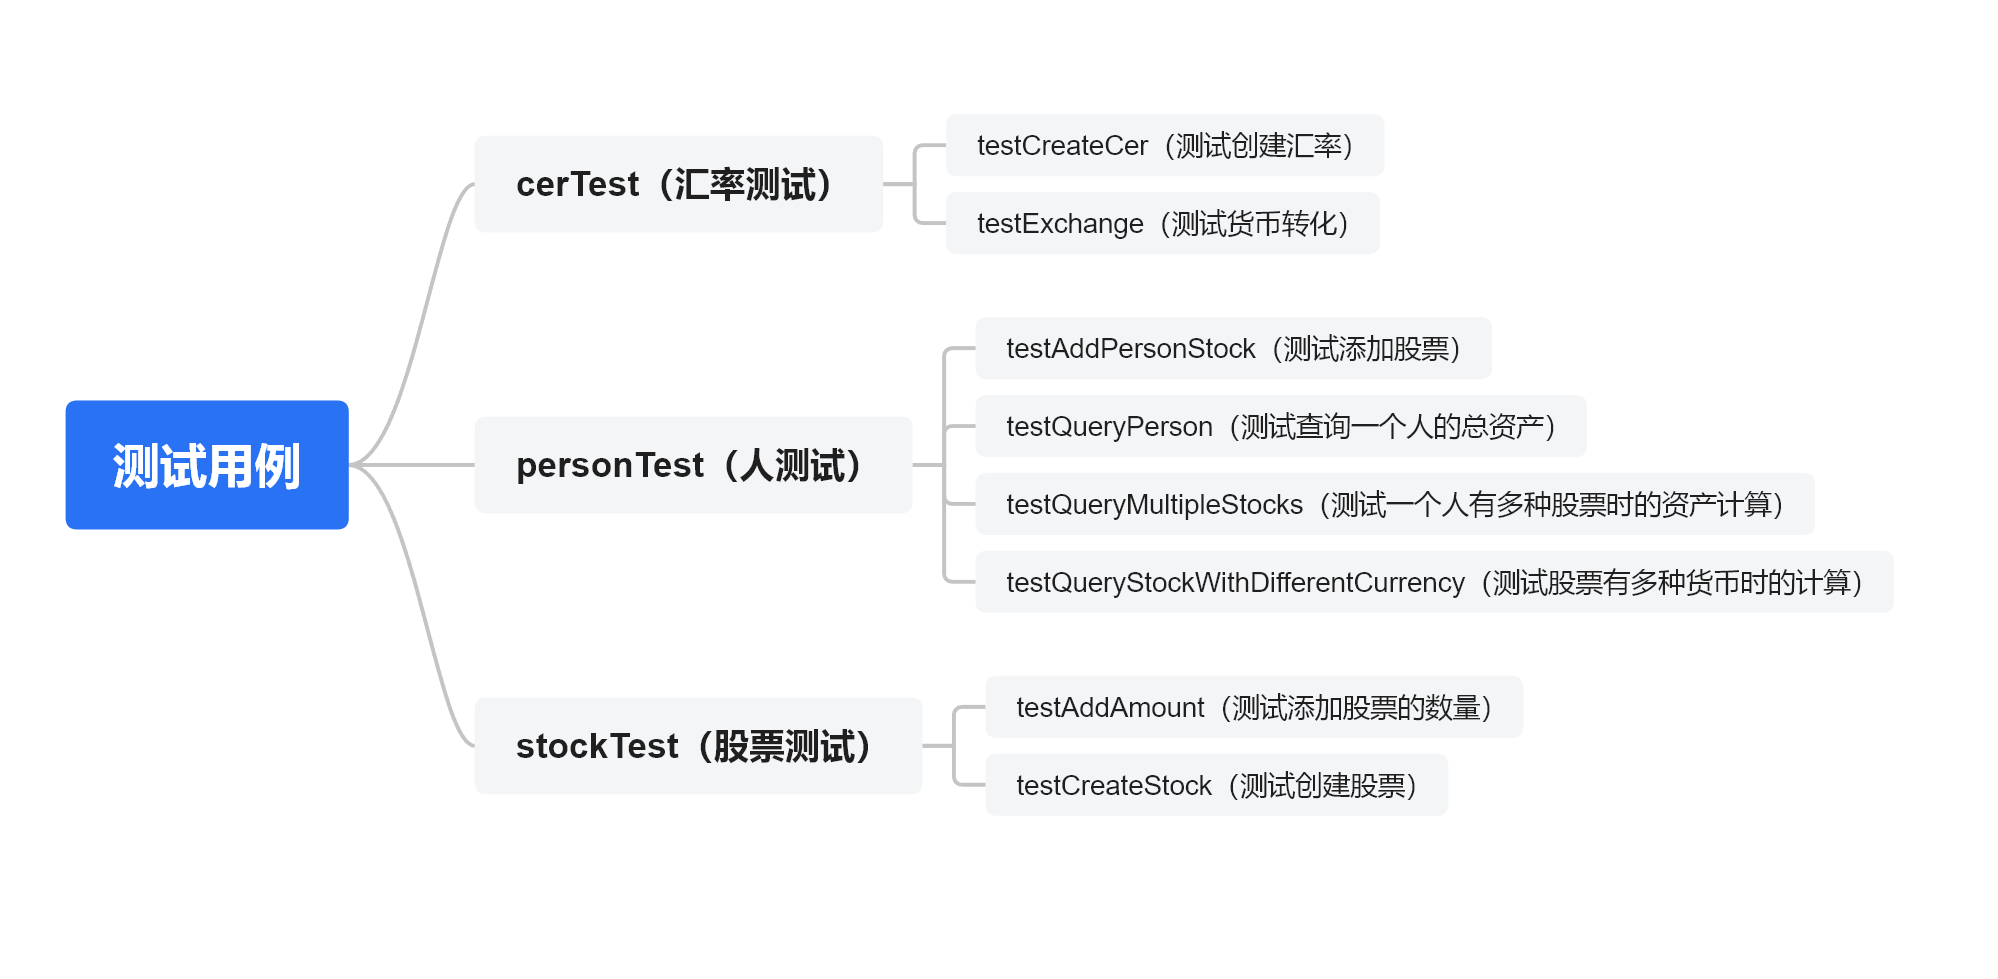 测试用例
cerTest（汇率测试）
testCreateCer（测试创建汇率）
testExchange（测试货币转化）
personTest（人测试）
testAddPersonStock（测试添加股票）
testQueryPerson（测试查询一个人的总资产）
testQueryMultipleStocks（测试一个人有多种股票时的资产计算）
testQueryStockWithDifferentCurrency（测试股票有多种货币时的计算）
stockTest（股票测试）
testAddAmount（测试添加股票的数量）
testCreateStock（测试创建股票）